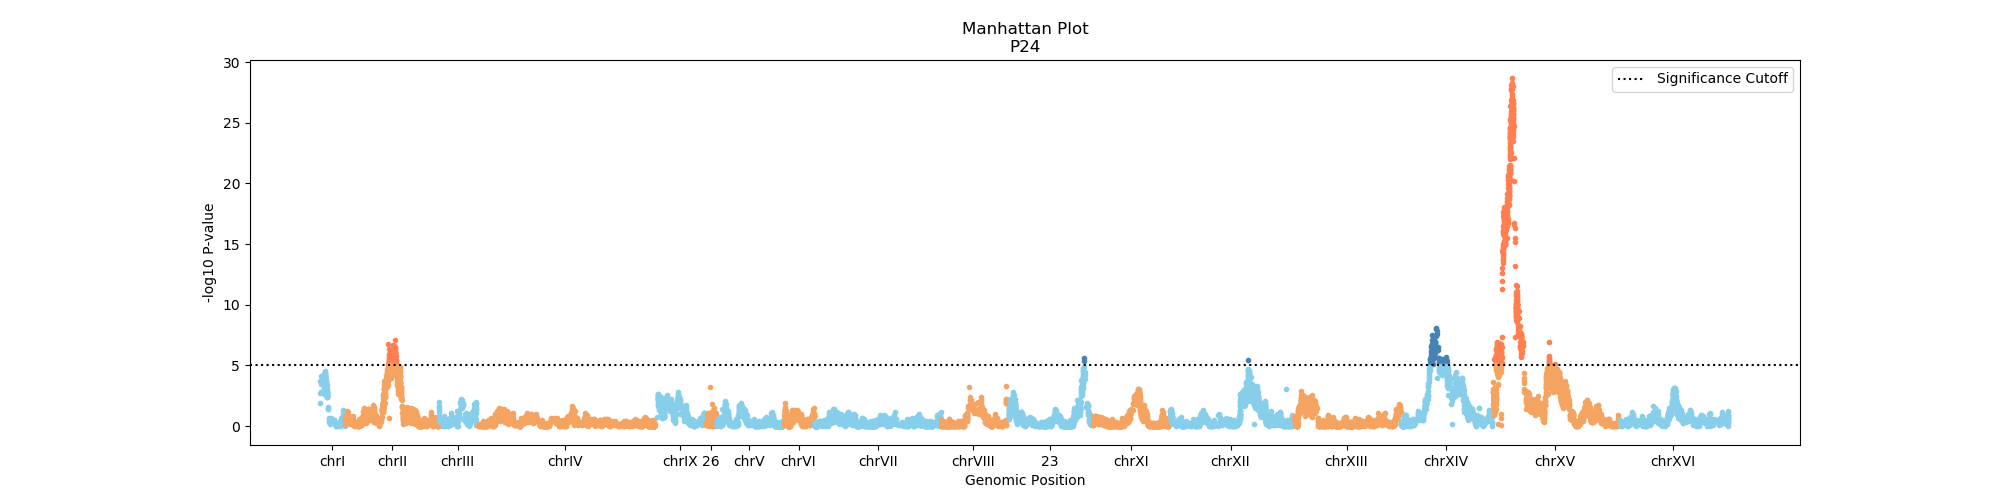 Manhattan Plot
P24
Significance Cutoff
30
25
20
15
10
5
0
-log10 P-value
chrI chrII chrIII chrIV chrIX 26 chrV chrVI chrVII chrVIII 23 chrXI chrXII chrXIII chrXIV chrXV chrXVI
Genomic Position